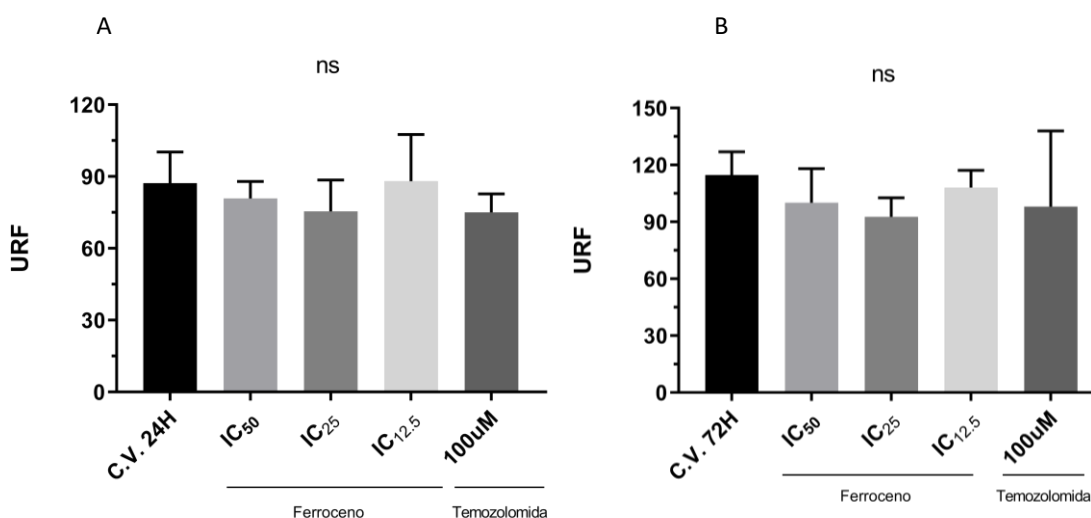 A
ns
120
90
60
30
0
URF
C.V. 24H
IC50
IC25
IC12.5
100uM
Ferroceno
Temozolomida
B
ns
150
120
90
60
30
0
URF
C.V. 72H
IC50
IC25
IC12.5
100uM
Ferroceno
Temozolomida